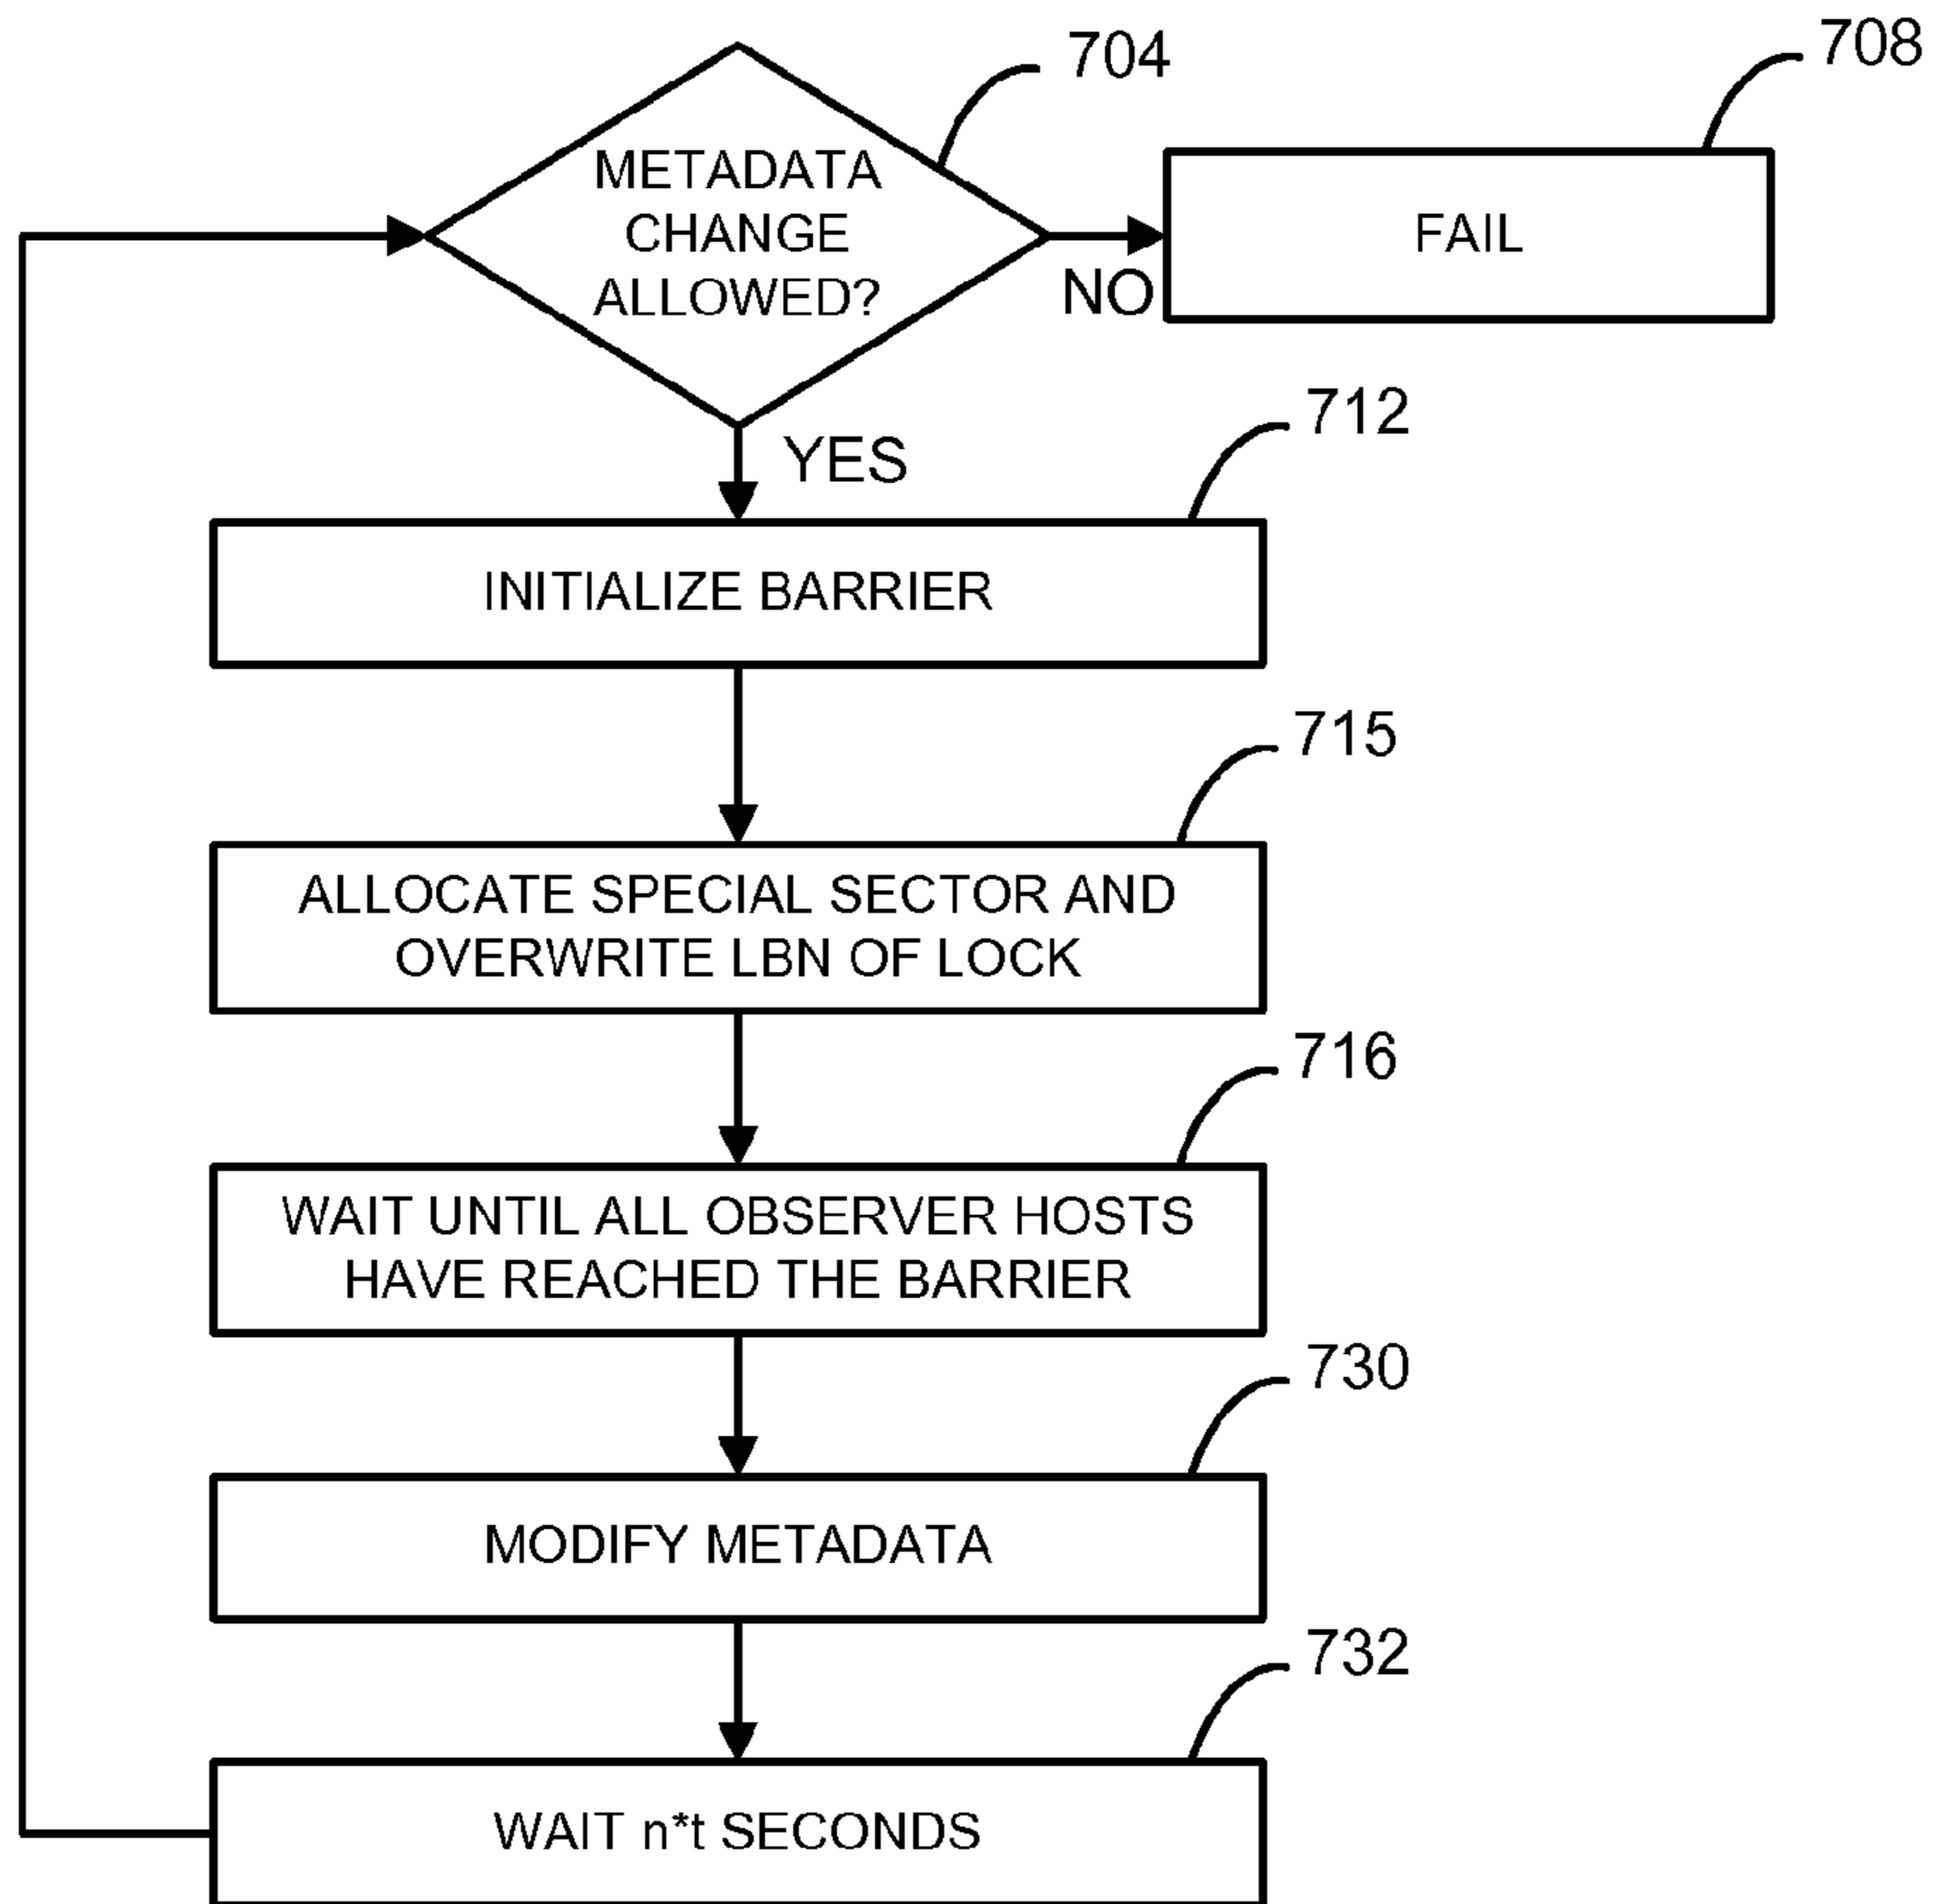 704
708
METADATA
CHANGE
ALLOWED?
FAIL
NO
YES
712
INITIALIZE BARRIER
715
ALLOCATE SPECIAL SECTOR AND
OVERWRITE LBN OF LOCK
716
WAIT UNTIL ALL OBSERVER HOSTS
HAVE REACHED THE BARRIER
730
MODIFY METADATA
732
WAIT n*t SECONDS